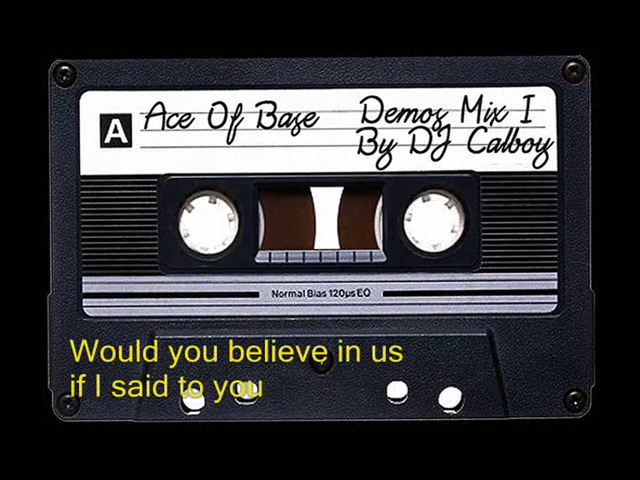 A
Ace Of Base
Demos Mix I
By DJ Calboy
Normal Bias 120µs EQ
Would you believe in us
if I said to you